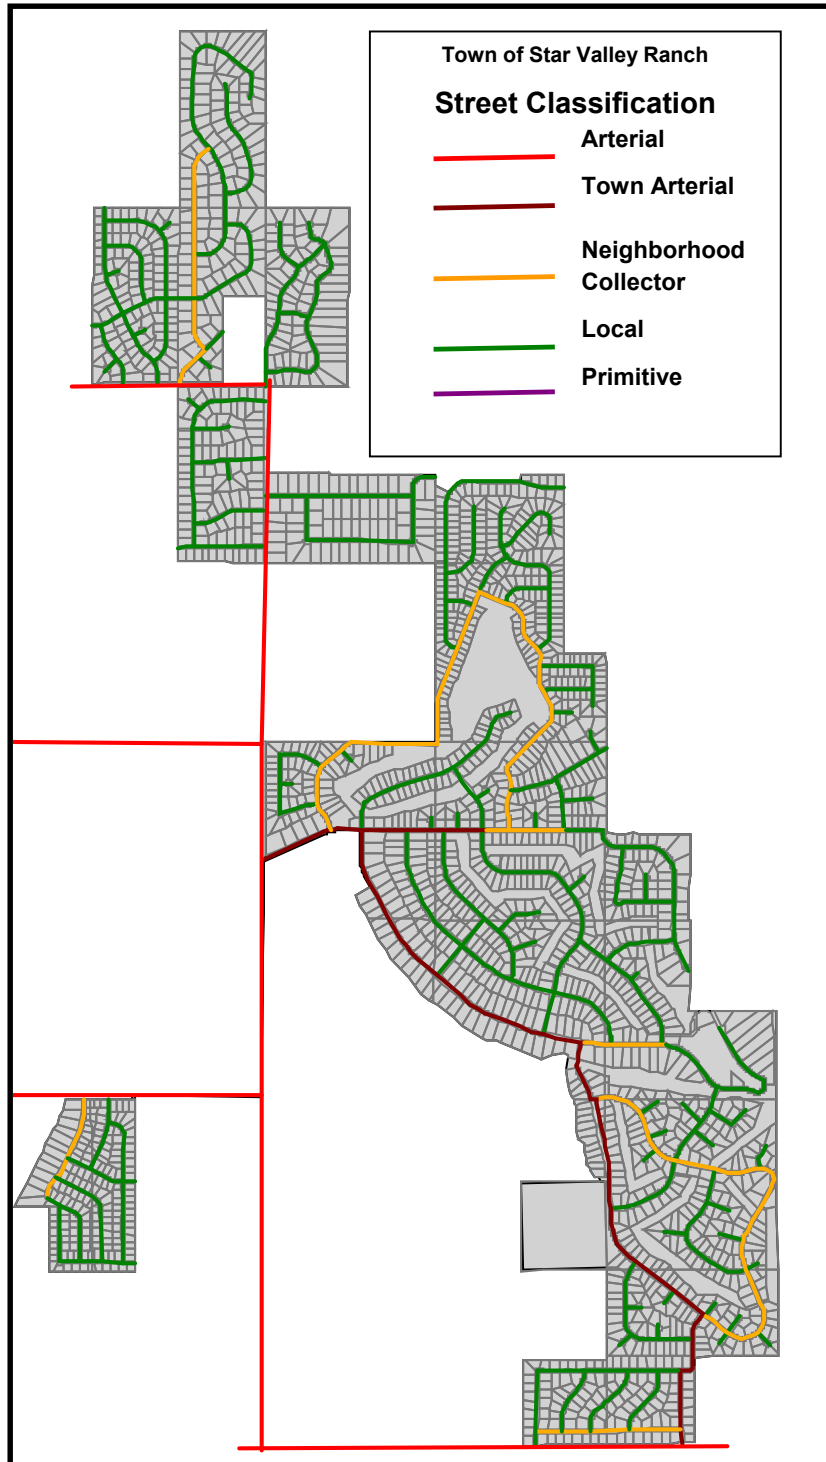 Town of Star Valley Ranch
Street Classification
Arterial
Town Arterial
Neighborhood
Collector
Local
Primitive